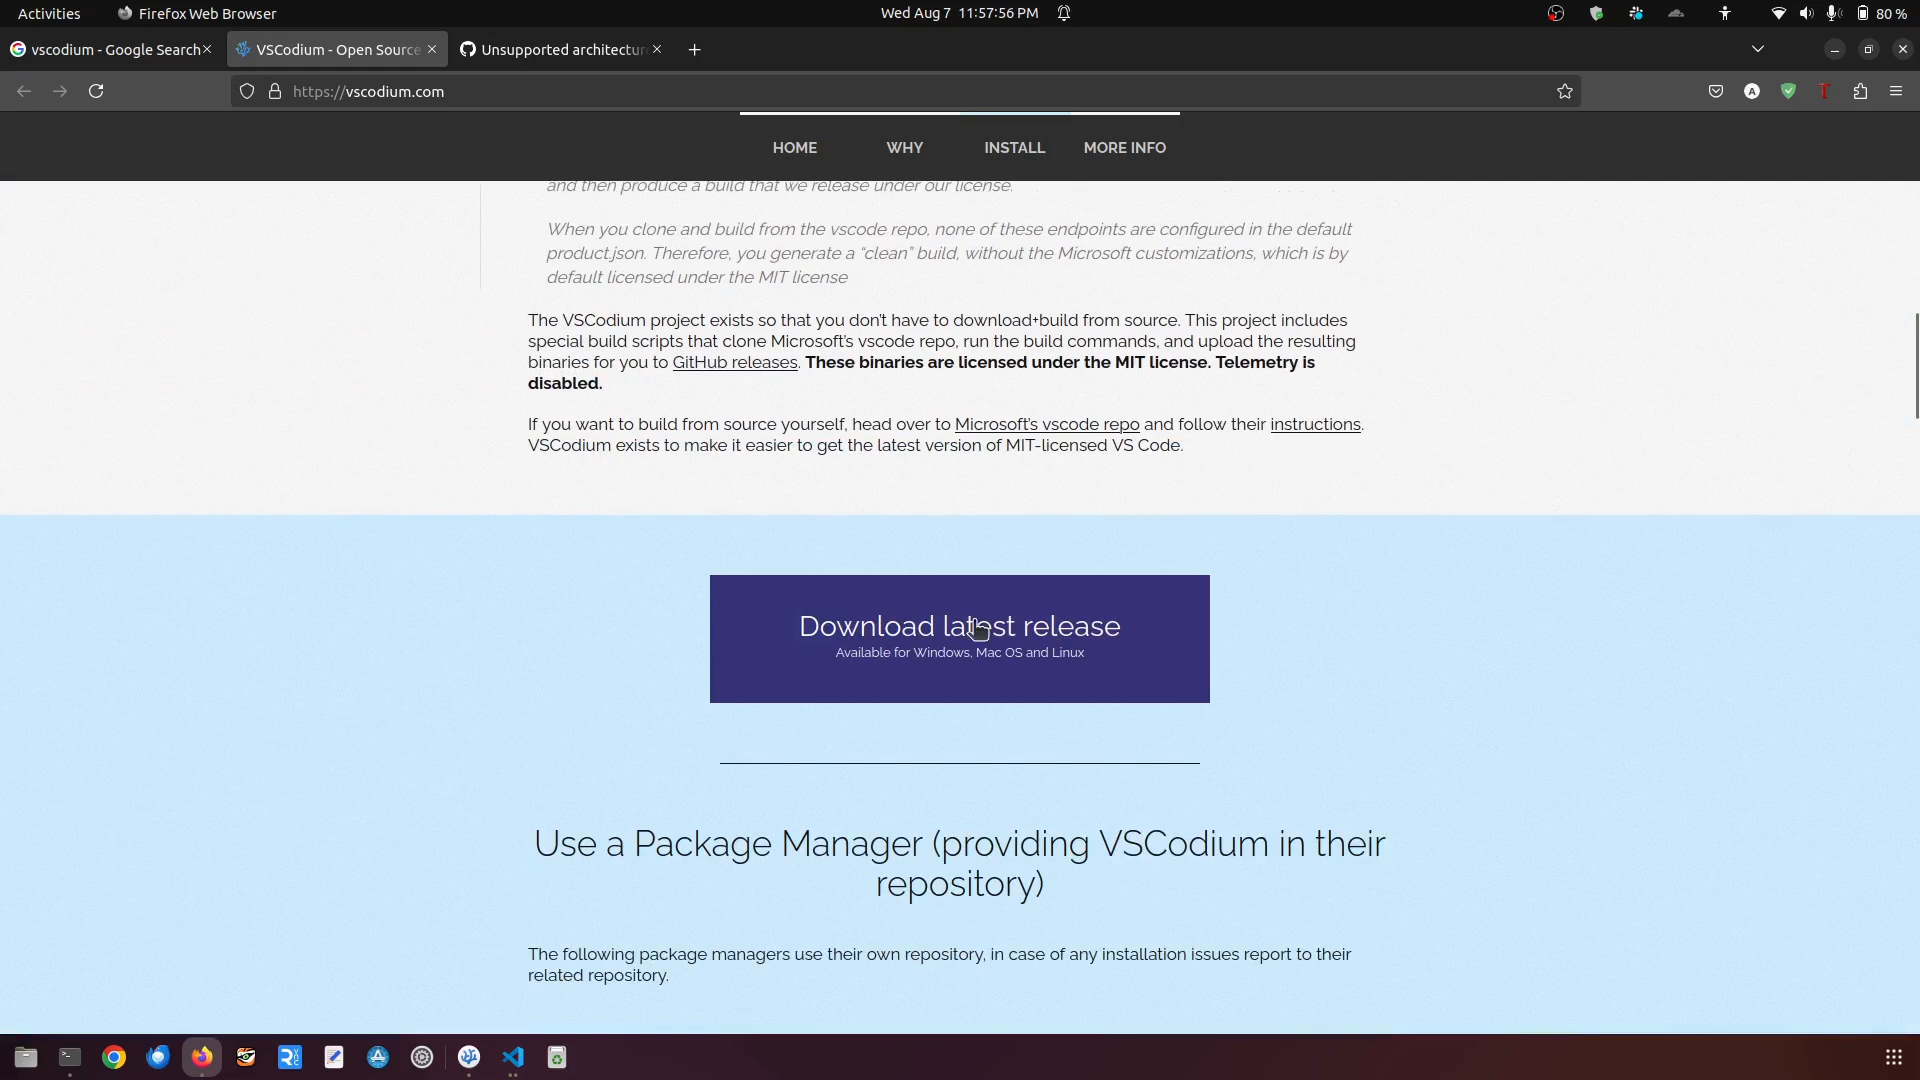 Activities
Firefox Web Browser
Wed Aug 7 11:57:56 PM
80 %
vscodium - Google Search
VSCodium - Open Source
Unsupported architectur
https://vscodium.com
HOME
WHY
INSTALL
MORE INFO
and then produce a build that we release under our license.
When you clone and build from the vscode repo, none of these endpoints are configured in the default
product.json. Therefore, you generate a “clean” build, without the Microsoft customizations, which is by
default licensed under the MIT license
The VSCodium project exists so that you don’t have to download+build from source. This project includes
special build scripts that clone Microsoft’s vscode repo, run the build commands, and upload the resulting
binaries for you to GitHub releases. These binaries are licensed under the MIT license. Telemetry is
disabled.
If you want to build from source yourself, head over to Microsoft’s vscode repo and follow their instructions.
VSCodium exists to make it easier to get the latest version of MIT-licensed VS Code.
Download latest release
Available for Windows, Mac OS and Linux
Use a Package Manager (providing VSCodium in their
repository)
The following package managers use their own repository, in case of any installation issues report to their
related repository.